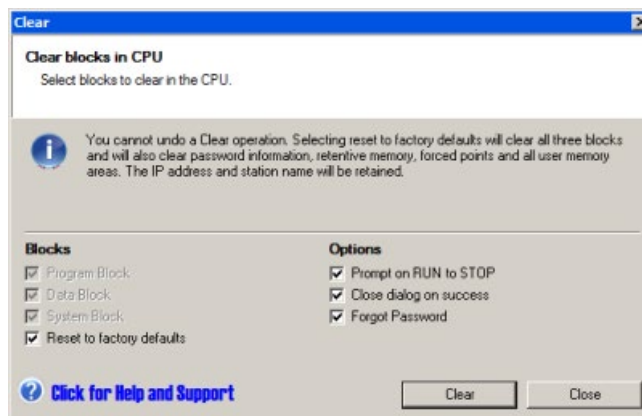 Clear
Clear blocks in CPU
Select blocks to clear in the CPU.
You cannot undo a Clear operation. Selecting reset to factory defaults will clear all three blocks
and will also clear password information, retentive memory, forced points and all user memory
areas. The IP address and station name will be retained.
Blocks
Program Block
Data Block
System Block
Reset to factory defaults
Options
Prompt on RUN to STOP
Close dialog on success
Forgot Password
Click for Help and Support
Clear
Close